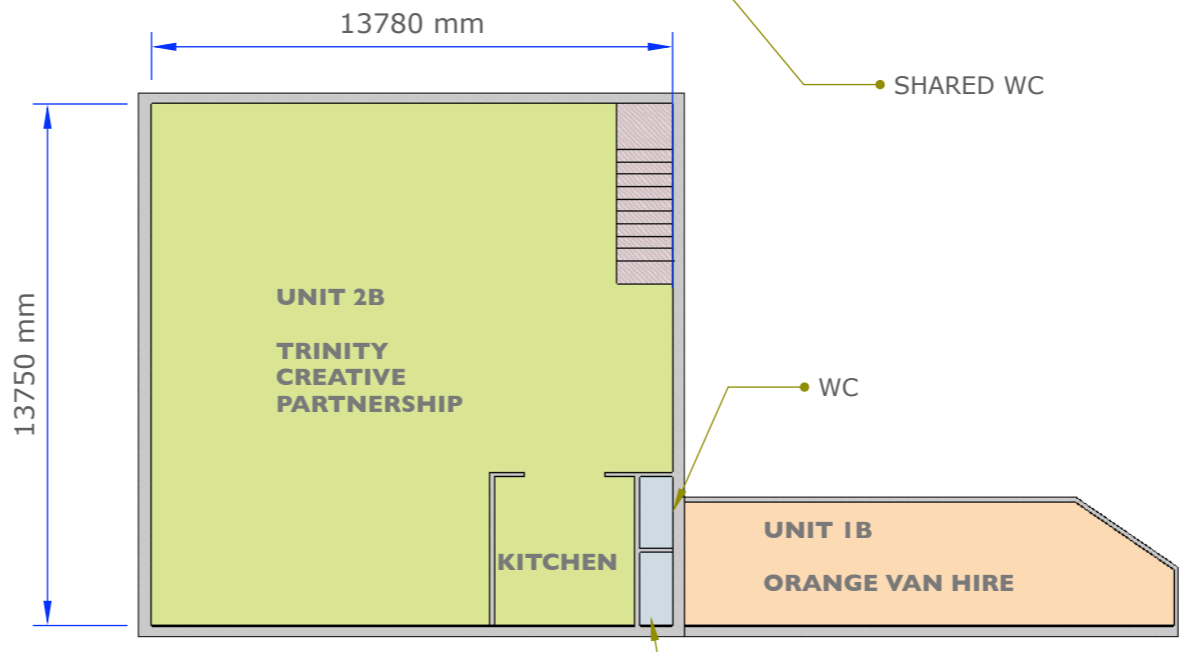 13780 mm
SHARED WC
13750 mm
UNIT 2B
TRINITY
CREATIVE
PARTNERSHIP
WC
KITCHEN
UNIT 1B
ORANGE VAN HIRE